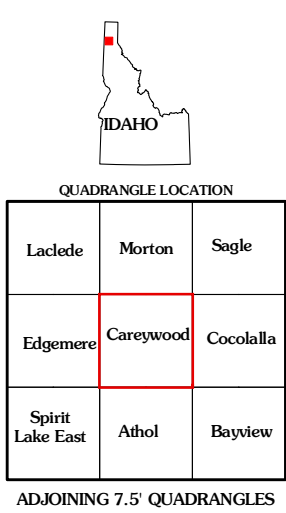 IDAHO
QUADRANGLE LOCATION
Laclede Morton Sagle
Edgemere Careywood Cocolalla
Spirit
Lake East Athol Bayview
ADJOINING 7.5' QUADRANGLES